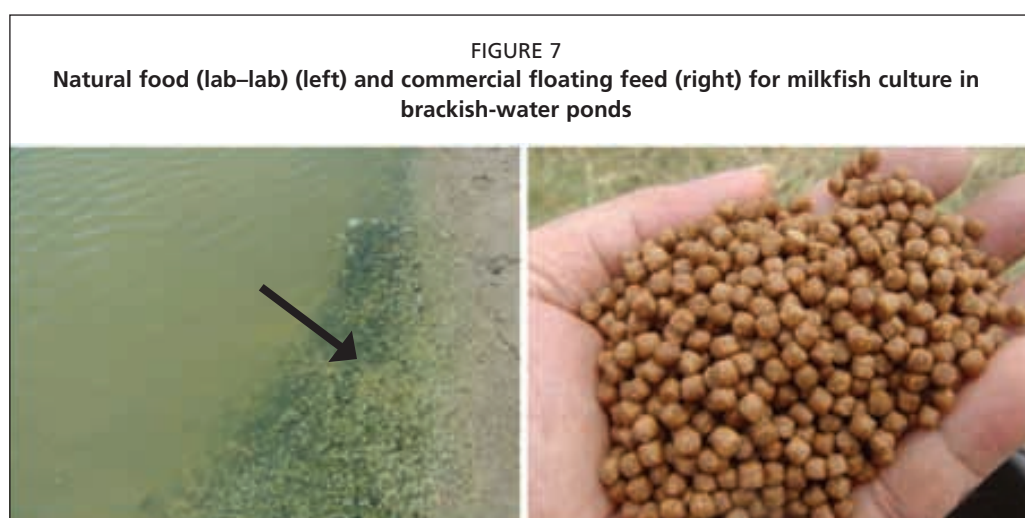 FIGURE 7
Natural food (lab–lab) (left) and commercial floating feed (right) for milkfish culture in
brackish-water ponds